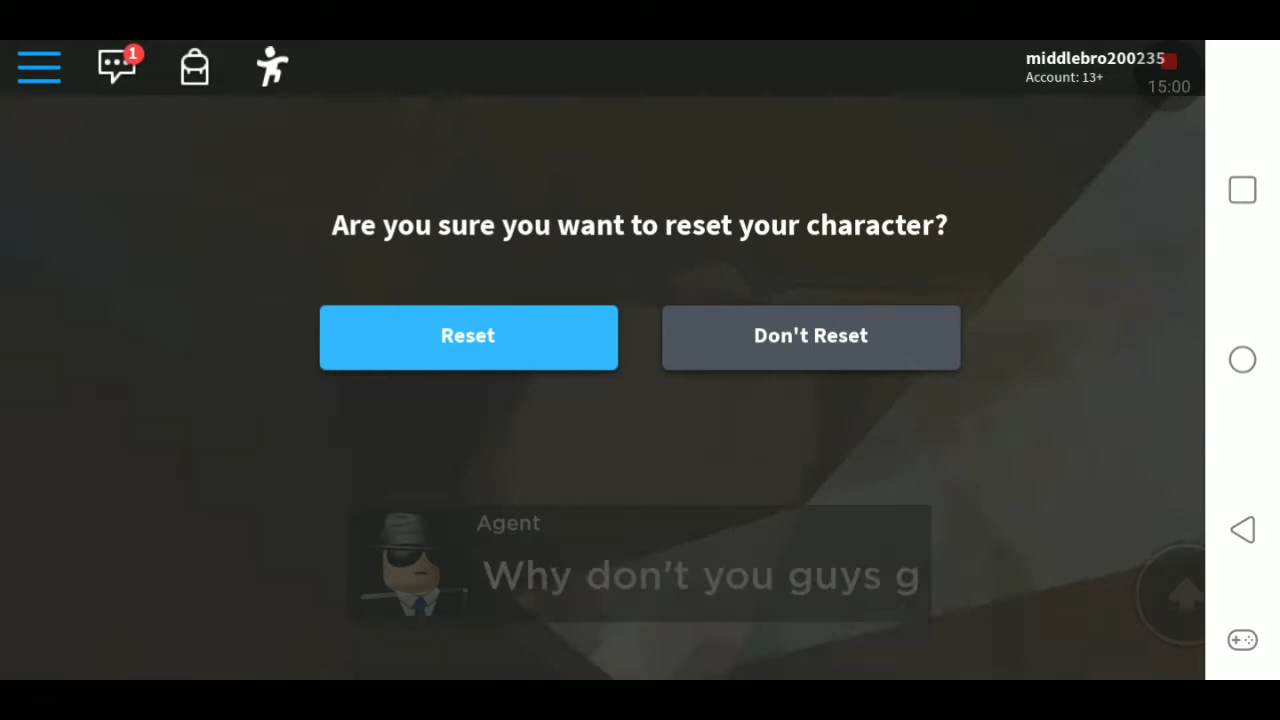 1
middlebro200235
Account: 13+
15:00
Are you sure you want to reset your character?
Reset
Don't Reset
Agent
Why don't you guys g